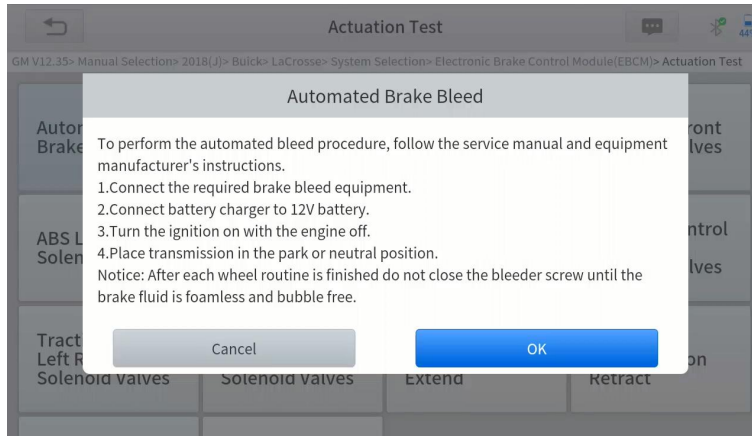 Actuation Test
44°
GM V12.35> Manual Selection> 2018(J)> Buick> LaCrosse> System Selection> Electronic Brake Control Module(EBCM)> Actuation Test
Automated Brake Bleed
To perform the automated bleed procedure, follow the service manual and equipment
manufacturer's instructions.
1.Connect the required brake bleed equipment.
2.Connect battery charger to 12V battery.
3.Turn the ignition on with the engine off.
4.Place transmission in the park or neutral position.
Notice: After each wheel routine is finished do not close the bleeder screw until the
brake fluid is foamless and bubble free.
Cancel
OK
Brake
ABS L
Left R
Solenoid Valves
Solenoid Valves
Extend
Retract